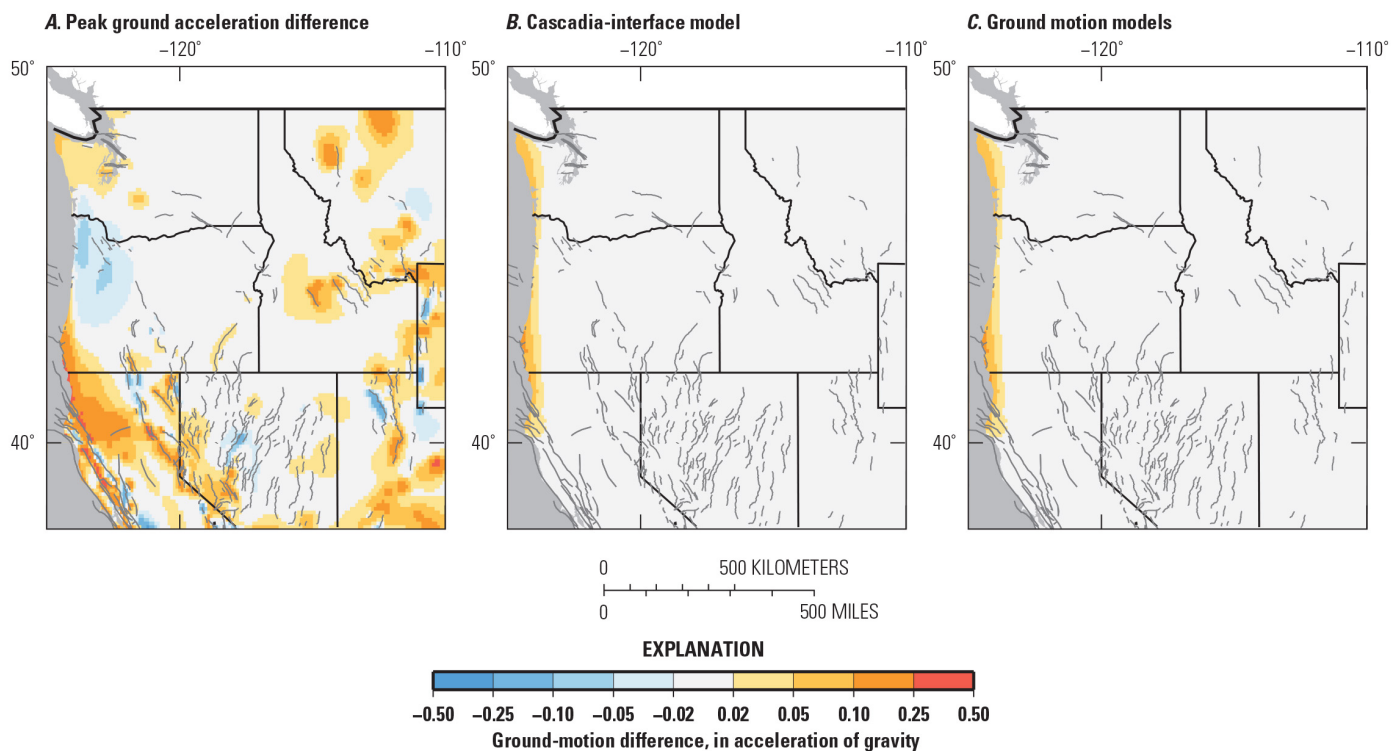 A. Peak ground acceleration difference
−120° −110°
50°
40°
B. Cascadia-interface model
−120° −110°
50°
40°
C. Ground motion models
−120° −110°
50°
40°
0 500 KILOMETERS
0 500 MILES
EXPLANATION
−0.50 −0.25 −0.10 −0.05 −0.02 0.02 0.05 0.10 0.25 0.50
Ground-motion difference, in acceleration of gravity